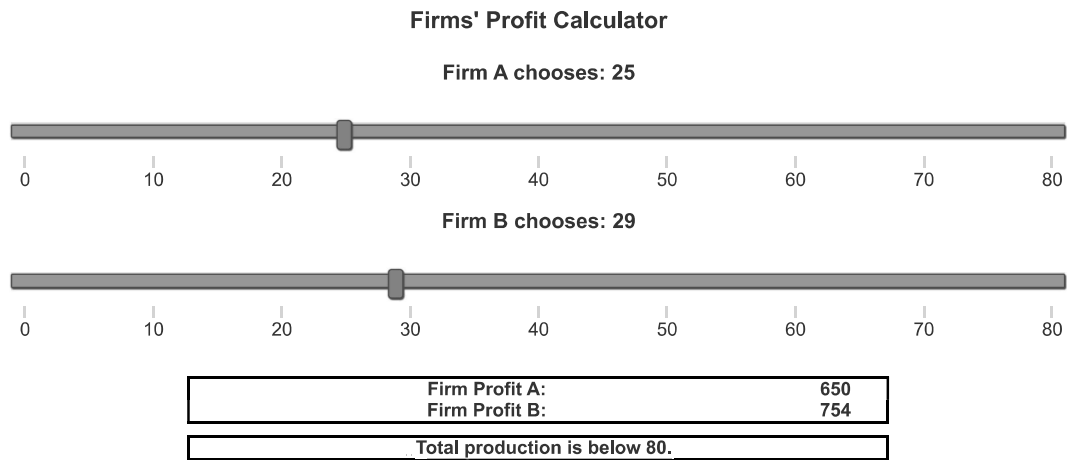 Firms' Profit Calculator
Firm A chooses: 25
0 10 20 30 40 50 60 70 80
Firm B chooses: 29
0 10 20 30 40 50 60 70 80
Firm Profit A: 650
Firm Profit B: 754
Total production is below 80.